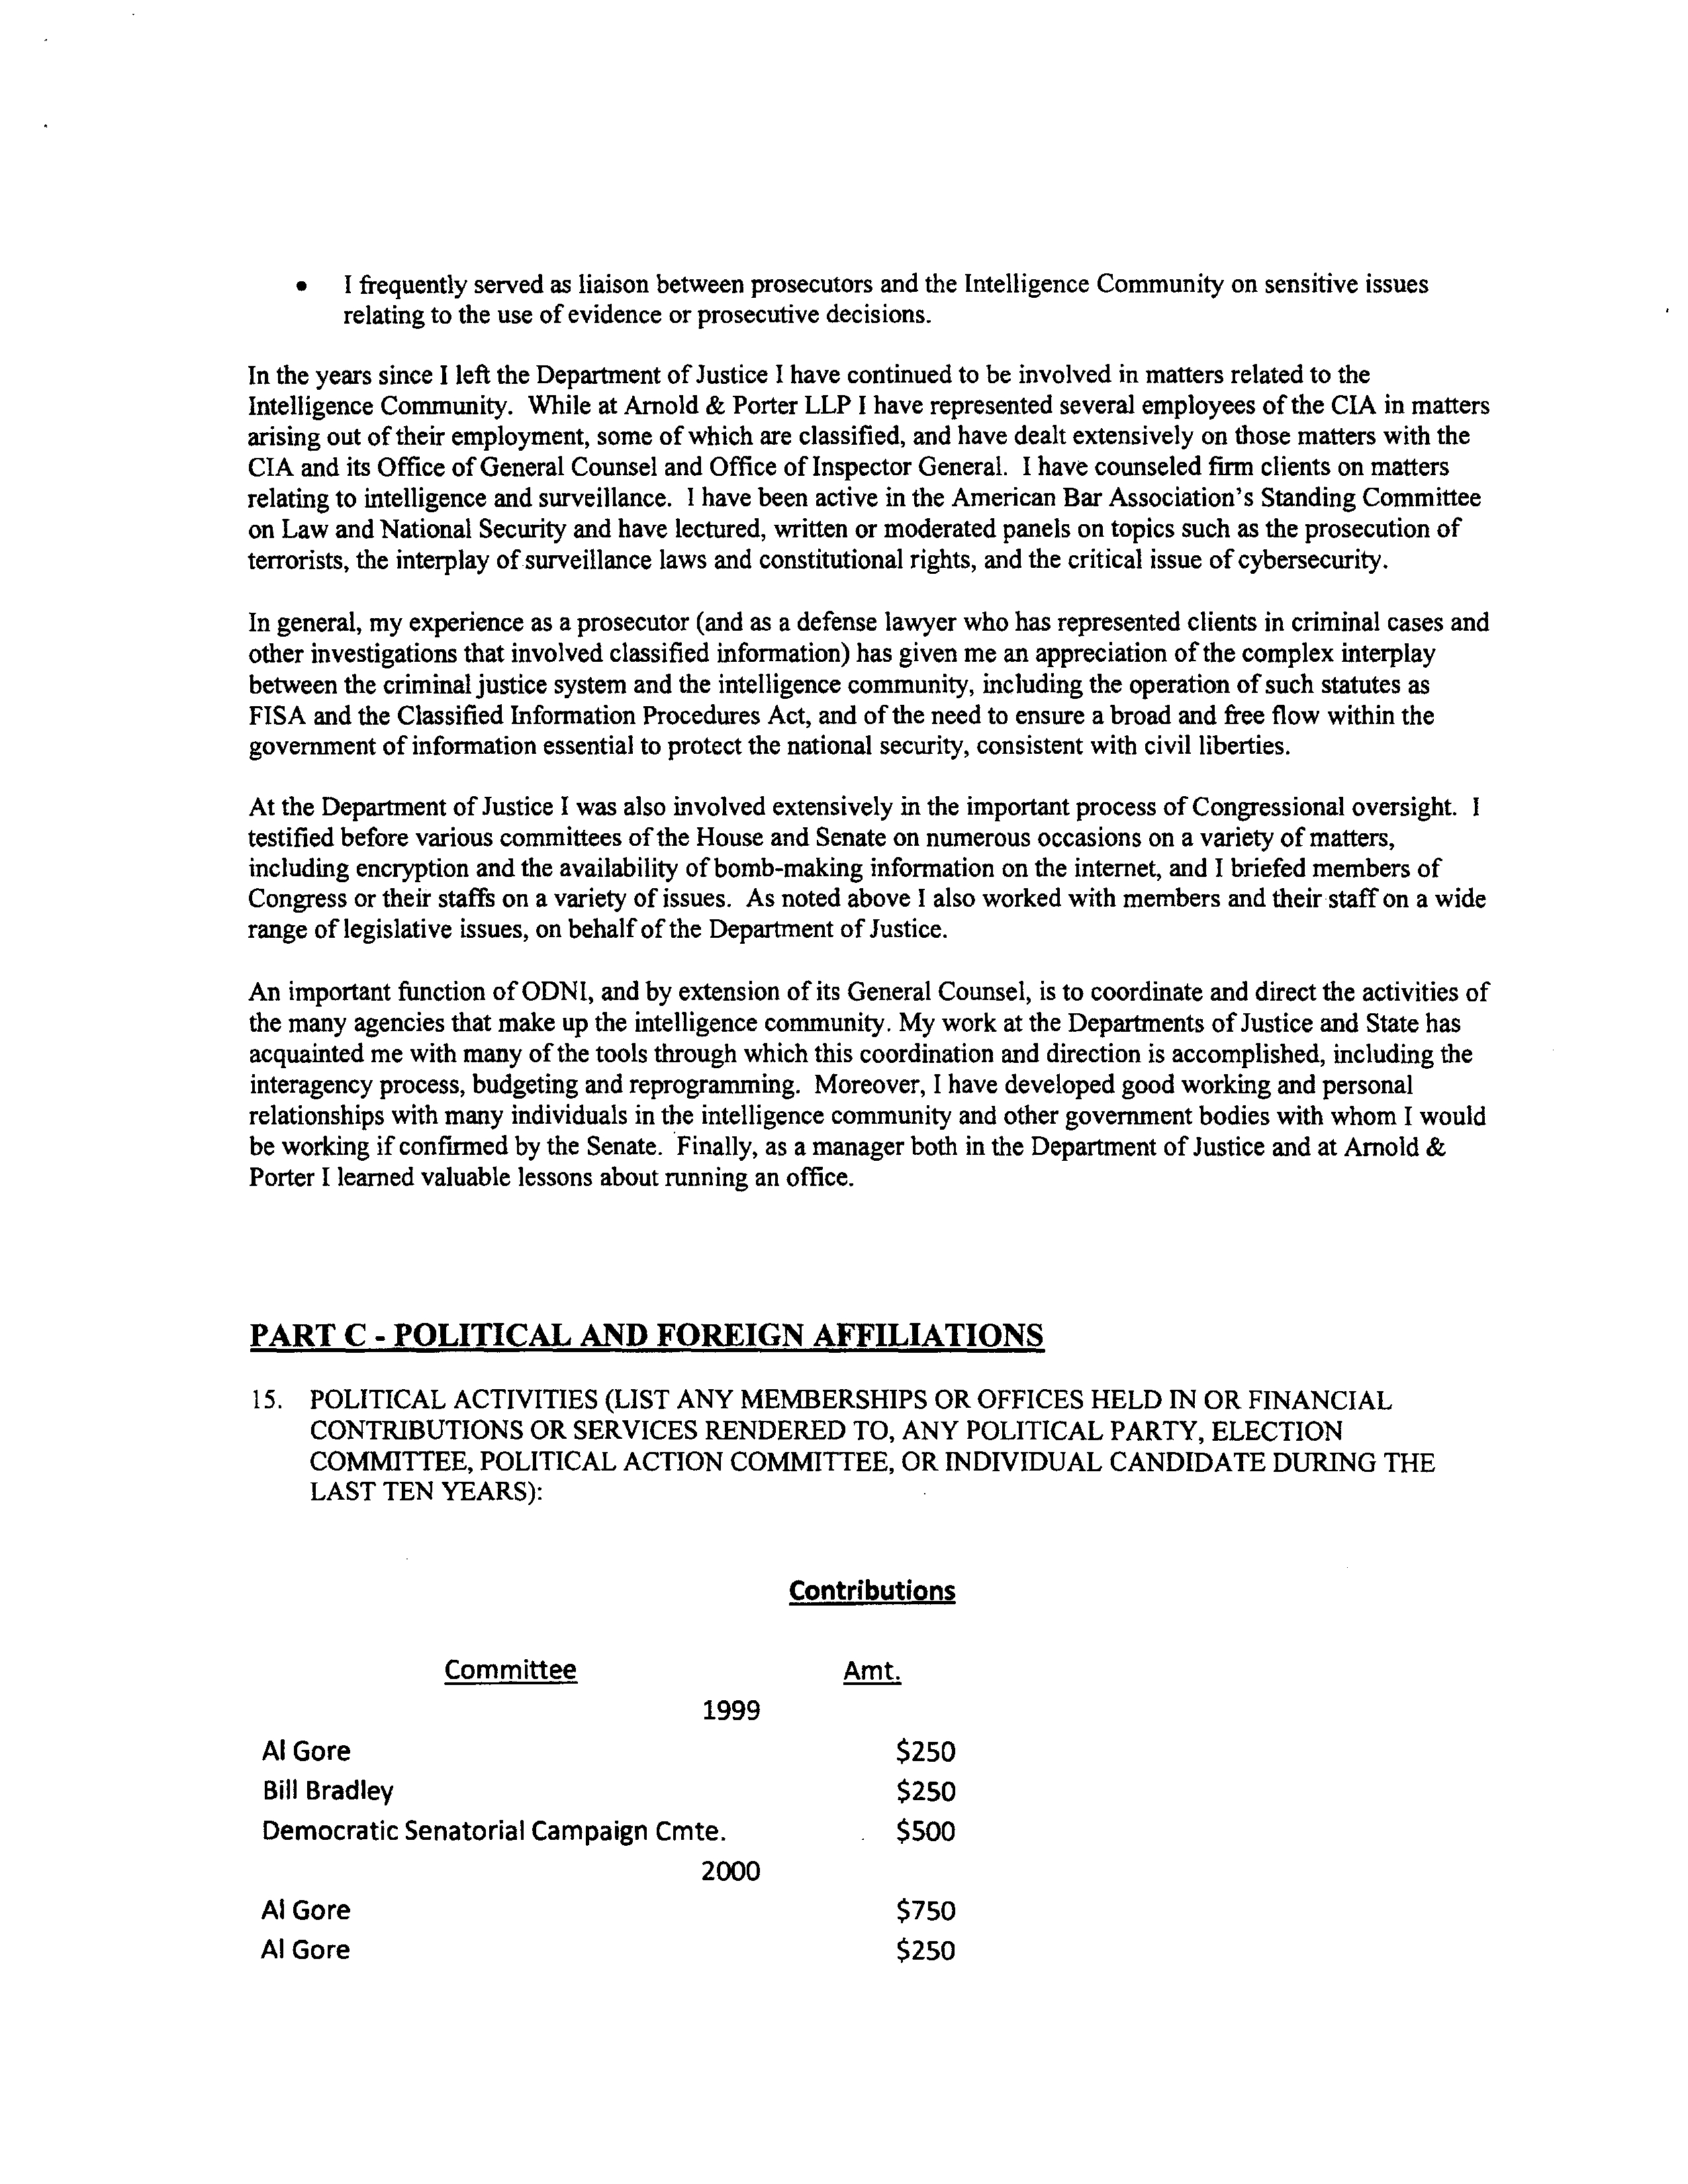 • I frequently served as liaison between prosecutors and the Intelligence Community on sensitive issues
relating to the use of evidence or prosecutive decisions.
In the years since I left the Department of Justice I have continued to be involved in matters related to the
Intelligence Community. While at Arnold & Porter LLP I have represented several employees of the CIA in matters
arising out of their employment, some of which are classified, and have dealt extensively on those matters with the
CIA and its Office of General Counsel and Office of Inspector General. I have counseled firm clients on matters
relating to intelligence and surveillance. I have been active in the American Bar Association's Standing Committee
on Law and National Security and have lectured, written or moderated panels on topics such as the prosecution of
terrorists, the interplay of surveillance laws and constitutional rights, and the critical issue of cybersecurity.
In general, my experience as a prosecutor (and as a defense lawyer who has represented clients in criminal cases and
other investigations that involved classified information) has given me an appreciation of the complex interplay
between the criminal justice system and the intelligence community, including the operation of such statutes as
FISA and the Classified Information Procedures Act, and of the need to ensure a broad and free flow within the
government of information essential to protect the national security, consistent with civil liberties.
At the Department of Justice I was also involved extensively in the important process of Congressional oversight. I
testified before various committees of the House and Senate on numerous occasions on a variety of matters,
including encryption and the availability of bomb-making information on the internet, and I briefed members of
Congress or their staffs on a variety of issues. As noted above I also worked with members and their staff on a wide
range of legislative issues, on behalf of the Department of Justice.
An important function of ODNI, and by extension of its General Counsel, is to coordinate and direct the activities of
the many agencies that make up the intelligence community. My work at the Departments of Justice and State has
acquainted me with many of the tools through which this coordination and direction is accomplished, including the
interagency process, budgeting and reprogramming. Moreover, I have developed good working and personal
relationships with many individuals in the intelligence community and other government bodies with whom I would
be working if confirmed by the Senate. Finally, as a manager both in the Department of Justice and at Arnold &
Porter I learned valuable lessons about running an office.
PART C - POLITICAL AND FOREIGN AFFILIATIONS
15. POLITICAL ACTIVITIES (LIST ANY MEMBERSHIPS OR OFFICES HELD IN OR FINANCIAL
CONTRIBUTIONS OR SERVICES RENDERED TO, ANY POLITICAL PARTY, ELECTION
COMMITTEE, POLITICAL ACTION COMMITTEE, OR INDIVIDUAL CANDIDATE DURING THE
LAST TEN YEARS):
Contributions
Committee Amt.
1999
Al Gore $250
Bill Bradley $250
Democratic Senatorial Campaign Cmte. $500
2000
Al Gore $750
Al Gore $250